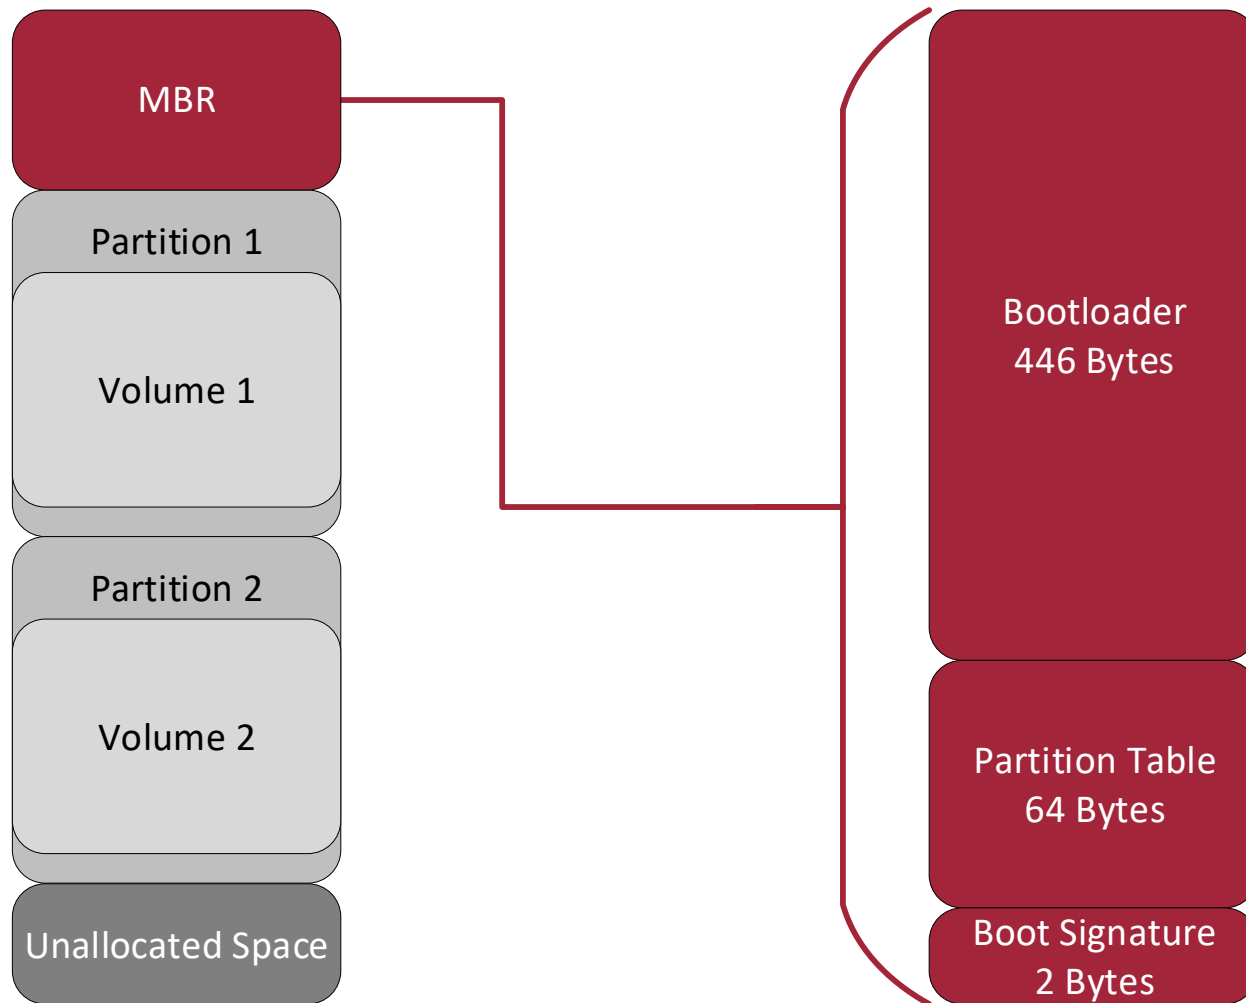 MBR
Partition 1
Volume 1
Partition 2
Volume 2
Unallocated Space
Bootloader
446 Bytes
Partition Table
64 Bytes
Boot Signature
2 Bytes